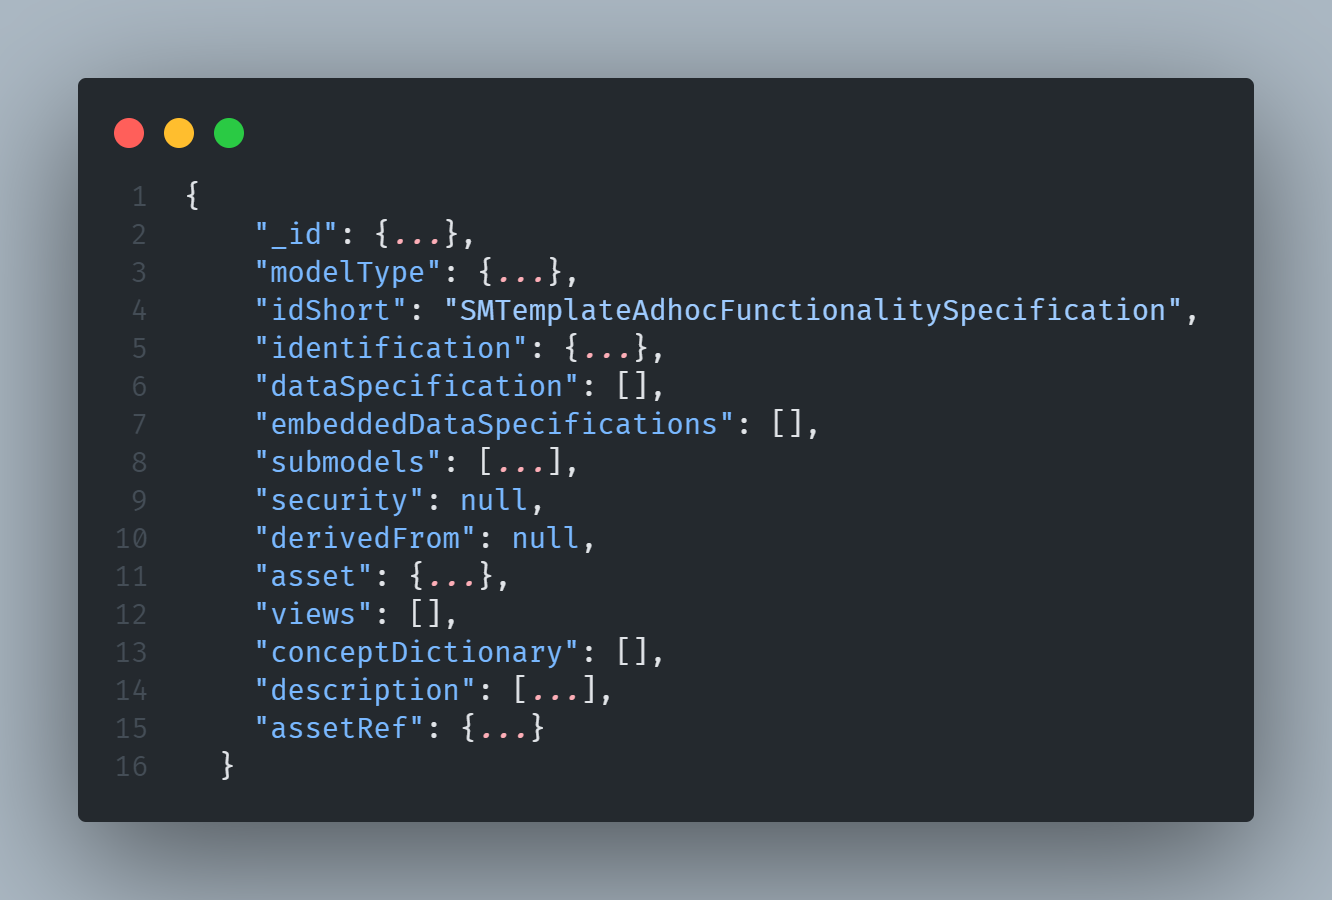 1 {
2 "_id": {...},
3 "modelType": {...},
4 "idShort": "SMTemplateAdhocFunctionalitySpecification",
5 "identification": {...},
6 "dataSpecification": [],
7 "embeddedDataSpecifications": [],
8 "submodels": [...],
9 "security": null,
10 "derivedFrom": null,
11 "asset": {...},
12 "views": [],
13 "conceptDictionary": [],
14 "description": [...],
15 "assetRef": {...}
16 }